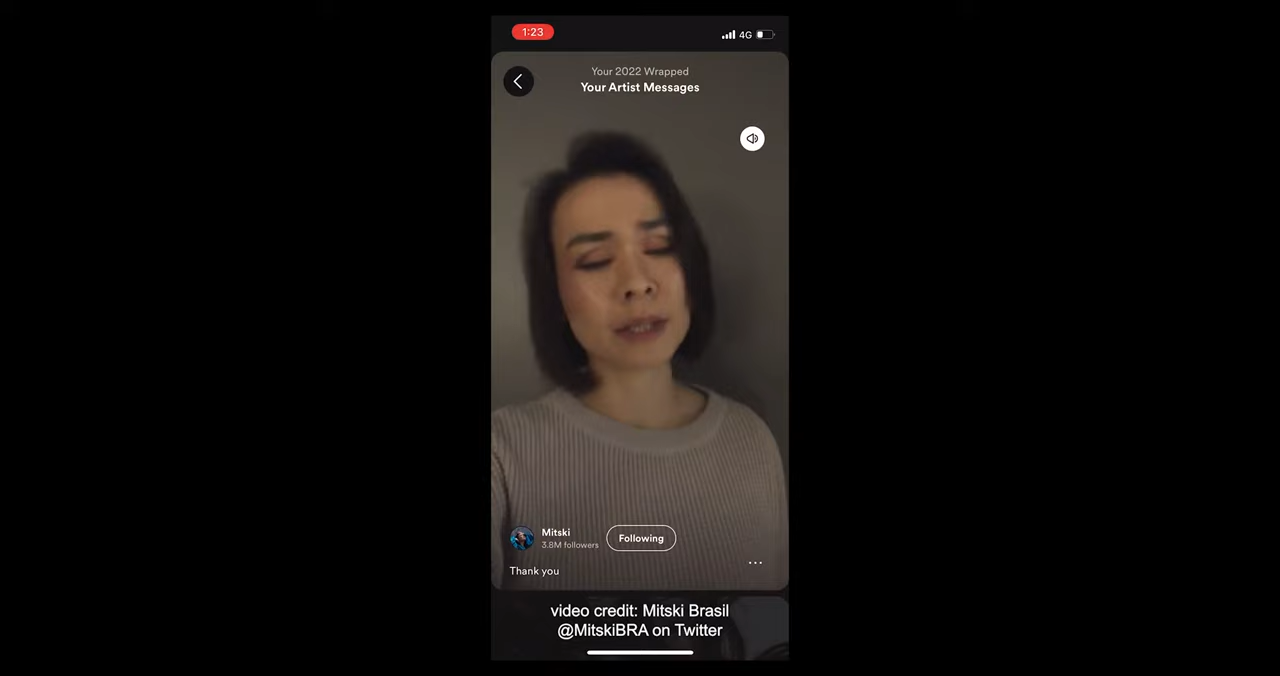 1:23
4G
Your 2022 Wrapped
Your Artist Messages
Mitski
3.8M followers
Following
Thank you
video credit: Mitski Brasil
@MitskiBRA on Twitter